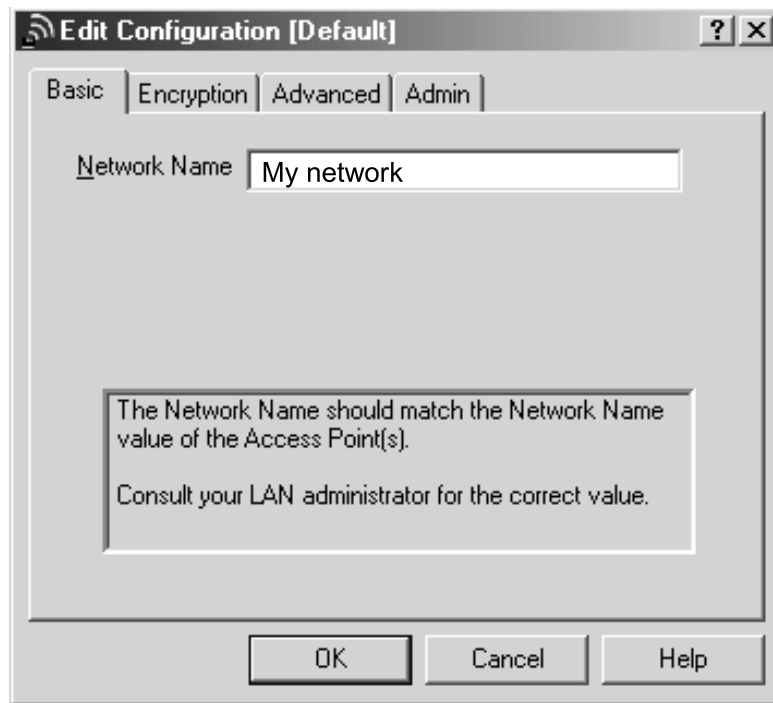 Edit Configuration [Default]
Basic Encryption Advanced Admin
Network Name My network
The Network Name should match the Network Name
value of the Access Point(s).
Consult your LAN administrator for the correct value.
OK Cancel Help